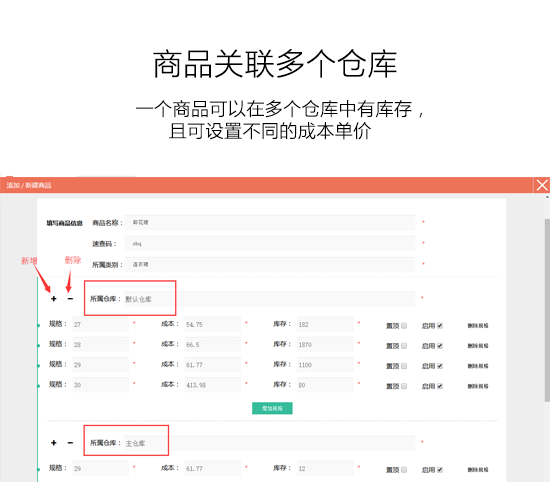 商品关联多个仓库
一个商品可以在多个仓库中有库存，
且可设置不同的成本单价
添加 / 新建商品
填写商品信息 商品名称： 碎花裙 *
速查码： shq *
所属类别： 连衣裙 *
新增 删除
+ − 所属仓库： 默认仓库 *
规格： 27 * 成本： 54.75 * 库存： 182 * 置顶 启用 删除规格
规格： 28 * 成本： 66.5 * 库存： 1870 * 置顶 启用 删除规格
规格： 29 * 成本： 61.77 * 库存： 1100 * 置顶 启用 删除规格
规格： 30 * 成本： 413.98 * 库存： 80 * 置顶 启用 删除规格
增加规格
+ − 所属仓库： 主仓库 *
规格： 29 * 成本： 61.77 * 库存： 12 * 置顶 启用 删除规格